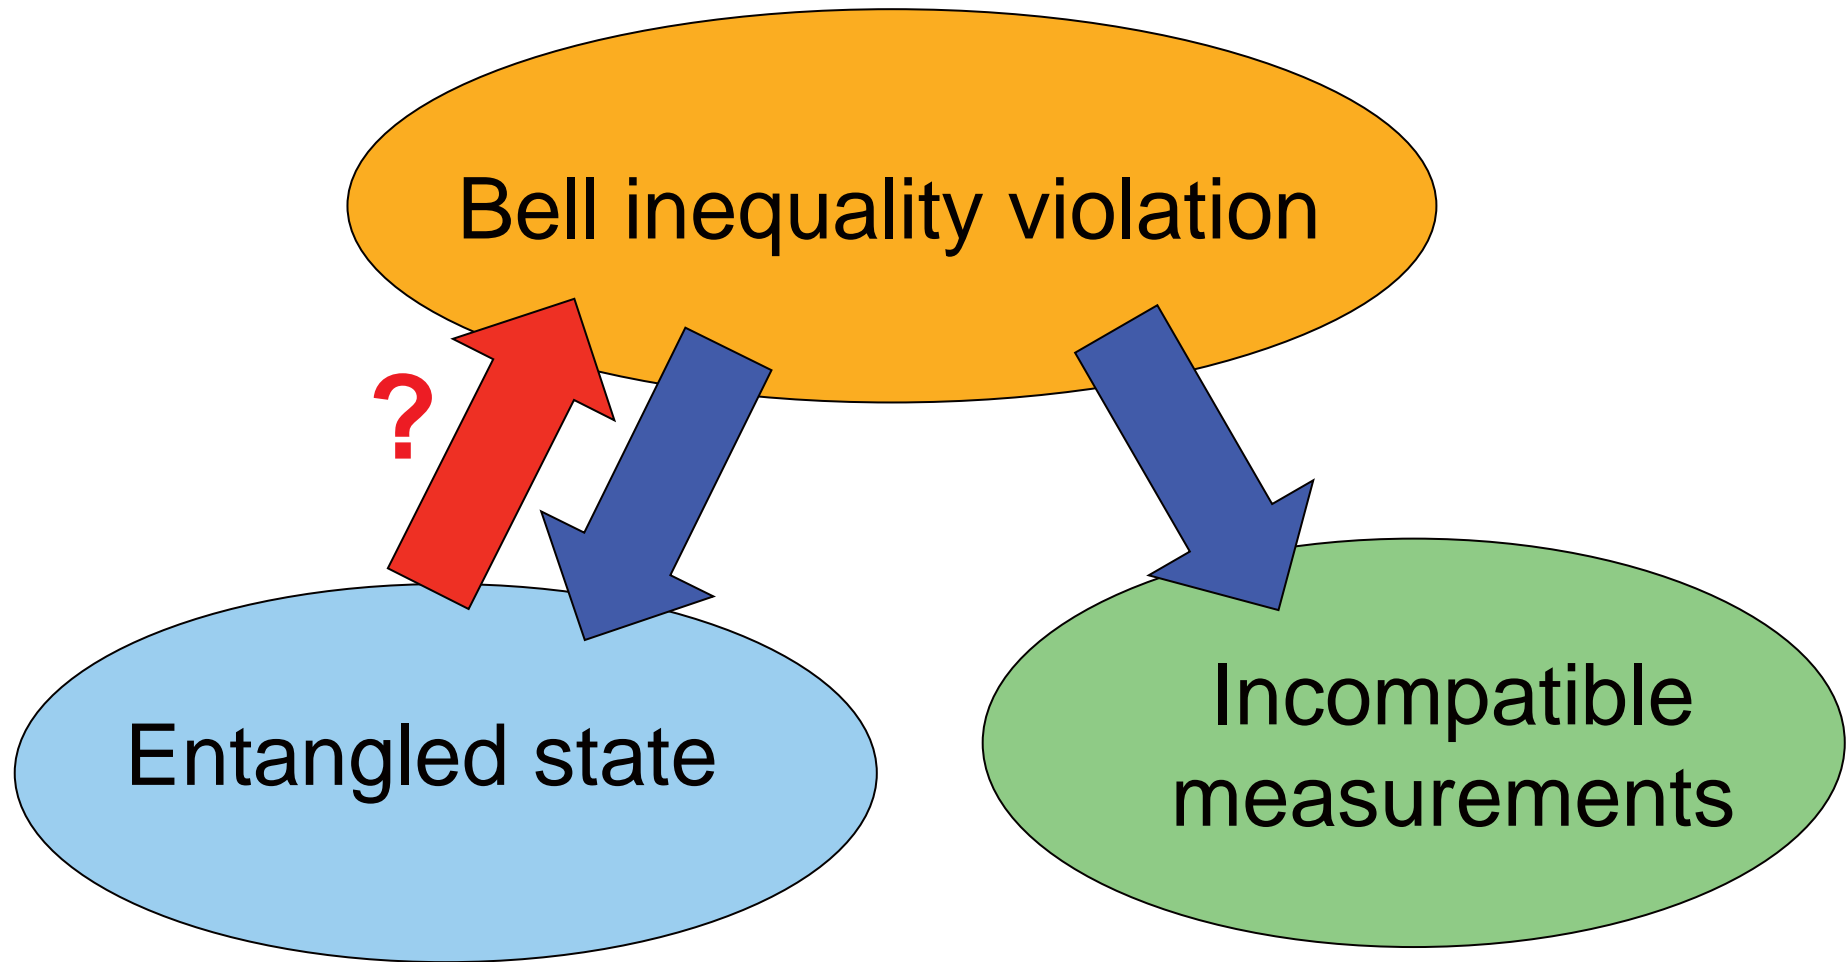 Bell inequality violation
?
Entangled state
Incompatible
measurements